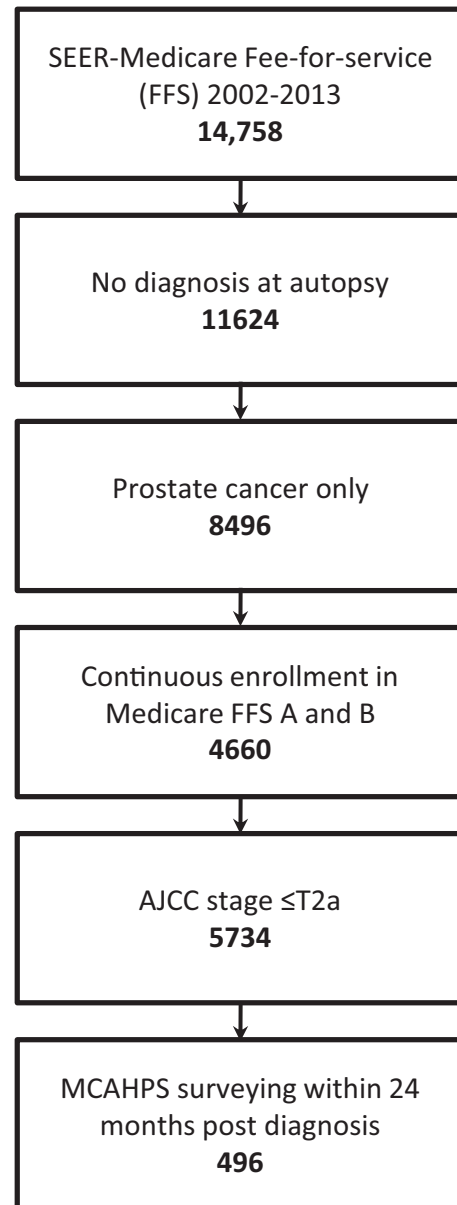 SEER-Medicare Fee-for-service
(FFS) 2002-2013
14,758
No diagnosis at autopsy
11624
Prostate cancer only
8496
Continuous enrollment in
Medicare FFS A and B
4660
AJCC stage ≤T2a
5734
MCAHPS surveying within 24
months post diagnosis
496